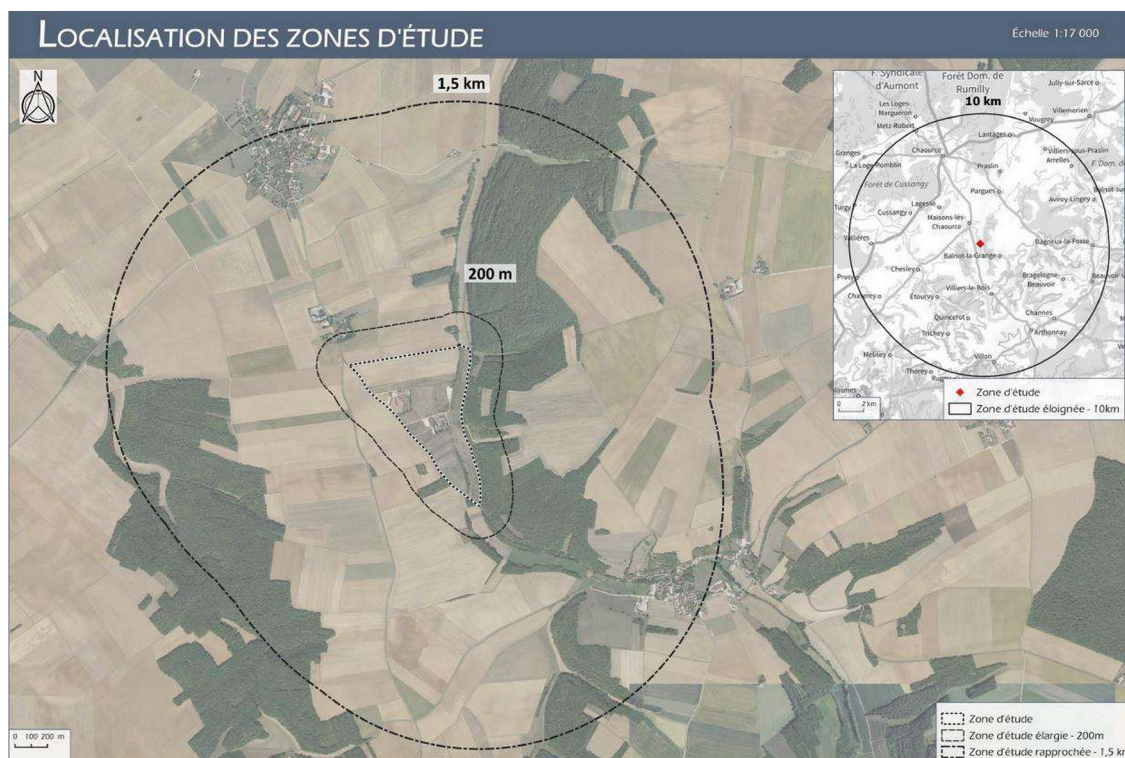 LOCALISATION DES ZONES D'ÉTUDE
Échelle 1:17 000
N
1,5 km
200 m
F. Syndicale
d'Aumont
Forêt Dom. de
Rumilly
10 km
Jully-sur-Sarce
Les Loges-
Margueron
Metz-Robert
Villemorien
Vougrey
Lantages
Chaource
Granges
La Loge-Pomblin
Villiers-sous-Praslin
Arrelles
F. Dom. d
Praslin
Forêt de Cussangy
Pargues
Avirey-Lingey
Turgy
Lagesse
Cussangy
Maisons-lès-
Chaource
Vallières
Bagneux-la-Fosse
Balnot-la-Grange
Chesley
Prusy
Bragelogne-
Beauvoir
Villiers-le-Bois
Étourvy
Quincerot
Channes
Trichey
Arthonnay
Mélisey
Villon
Thorey
Zone d'étude
Zone d'étude éloignée - 10km
0 2 km
0 100 200 m
Zone d'étude
Zone d'étude élargie - 200m
Zone d'étude rapprochée - 1,5 k